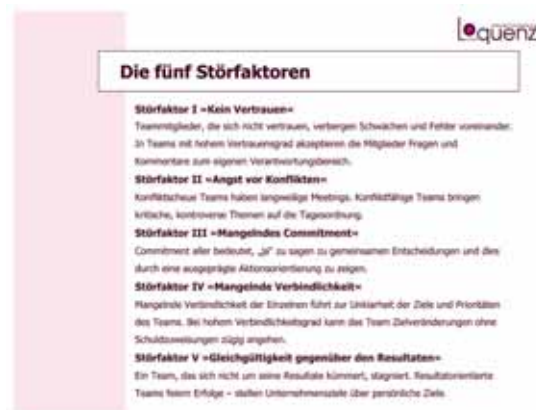 Loquenz
Die fünf Störfaktoren
Störfaktor I »Kein Vertrauen«
Teammitglieder, die sich nicht vertrauen, verbergen Schwächen und Fehler voreinander.
In Teams mit hohem Vertrauensgrad akzeptieren die Mitglieder Fragen und
Kommentare zum eigenen Verantwortungsbereich.
Störfaktor II »Angst vor Konflikten«
Konfliktscheue Teams haben langweilige Meetings. Konfliktfähige Teams bringen
kritische, kontroverse Themen auf die Tagesordnung.
Störfaktor III »Mangelndes Commitment«
Commitment aller bedeutet, „ja“ zu sagen zu gemeinsamen Entscheidungen und dies
durch eine ausgeprägte Aktionsorientierung zu zeigen.
Störfaktor IV »Mangelnde Verbindlichkeit«
Mangelnde Verbindlichkeit der Einzelnen führt zur Unklarheit der Ziele und Prioritäten
des Teams. Bei hohem Verbindlichkeitsgrad kann das Team Zielveränderungen ohne
Schuldzuweisungen zügig angehen.
Störfaktor V »Gleichgültigkeit gegenüber den Resultaten«
Ein Team, das sich nicht um seine Resultate kümmert, stagniert. Resultatorientierte
Teams feiern Erfolge – stellen Unternehmensziele über persönliche Ziele.